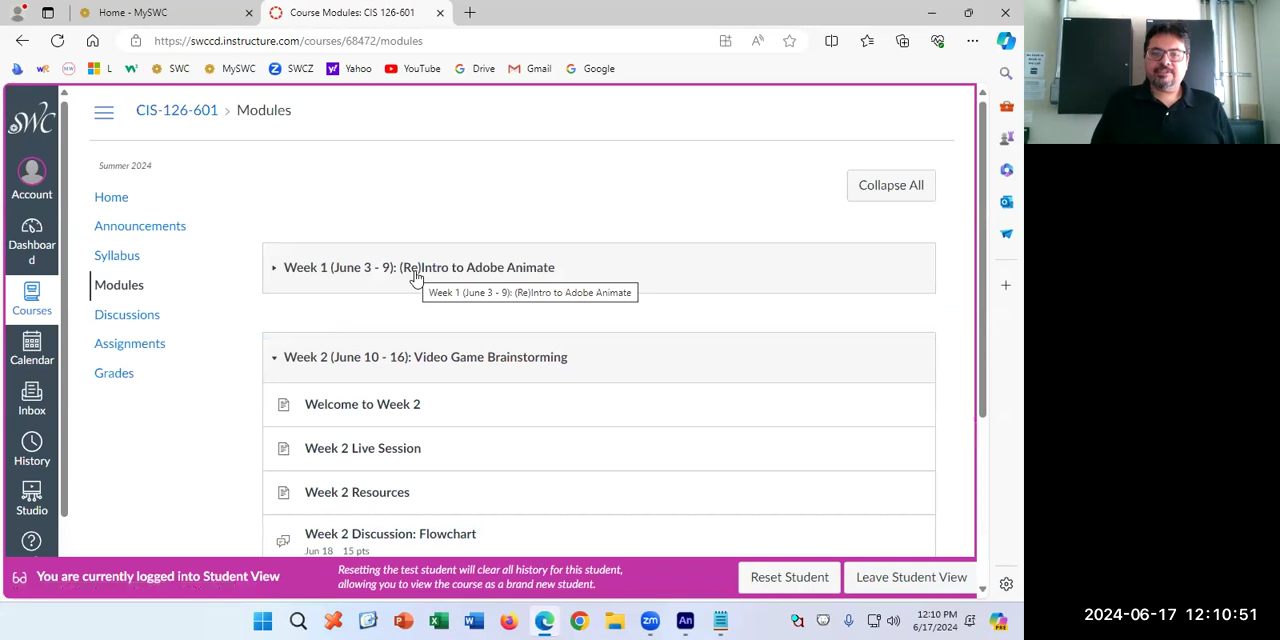 Home - MySWC
Course Modules: CIS 126-601
https://swccd.instructure.com/courses/68472/modules
L
SWC
MySWC
SWCZ
Yahoo
YouTube
Drive
Gmail
Google
SWC
Account
Dashboar
d
Courses
Calendar
Inbox
History
Studio
CIS-126-601 › Modules
Summer 2024
Home
Announcements
Syllabus
Modules
Discussions
Assignments
Grades
Collapse All
Week 1 (June 3 - 9): (Re)Intro to Adobe Animate
Week 1 (June 3 - 9): (Re)Intro to Adobe Animate
Week 2 (June 10 - 16): Video Game Brainstorming
Welcome to Week 2
Week 2 Live Session
Week 2 Resources
Week 2 Discussion: Flowchart
Jun 18 15 pts
You are currently logged into Student View
Resetting the test student will clear all history for this student,
allowing you to view the course as a brand new student.
Reset Student
Leave Student View
12:10 PM
6/17/2024
2024-06-17 12:10:51